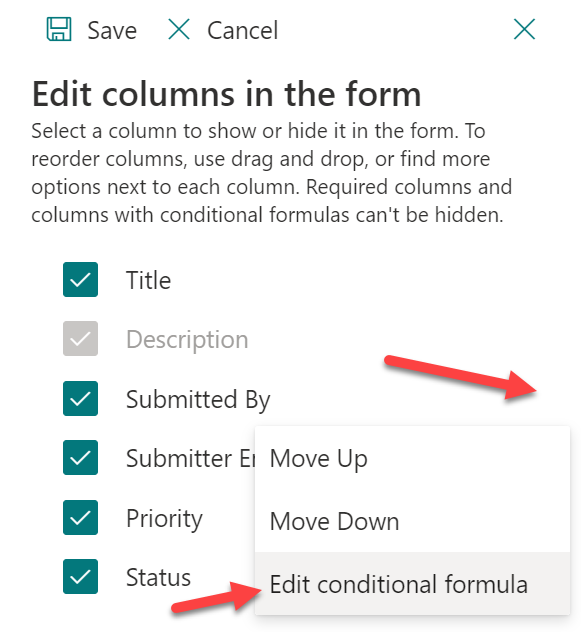 Save Cancel
Edit columns in the form
Select a column to show or hide it in the form. To
reorder columns, use drag and drop, or find more
options next to each column. Required columns and
columns with conditional formulas can't be hidden.
Title
Description
Submitted By
Submitter
Move Up
Priority
Move Down
Status
Edit conditional formula